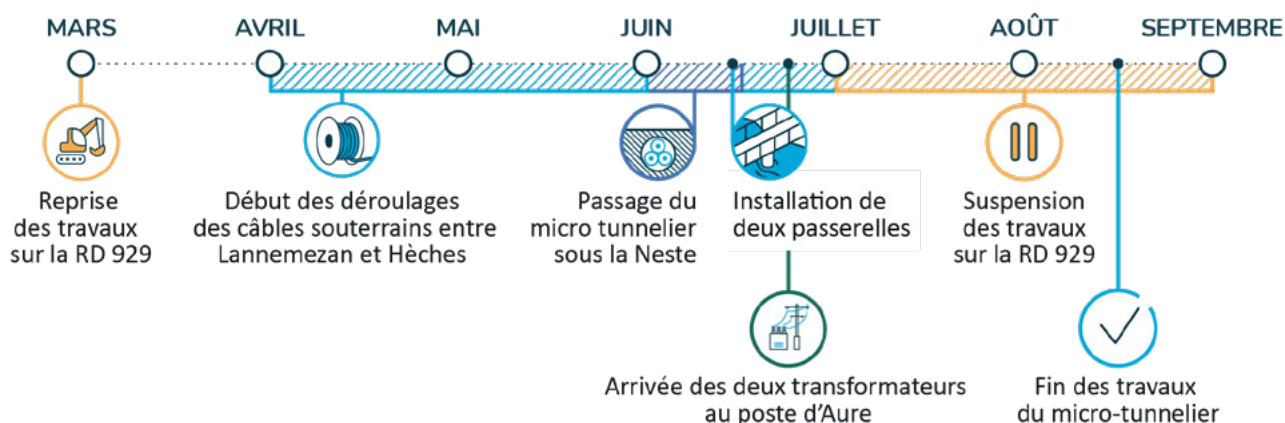 MARS
AVRIL
MAI
JUIN
JUILLET
AOÛT
SEPTEMBRE
Reprise
des travaux
sur la RD 929
Début des déroulages
des câbles souterrains entre
Lannemezan et Hèches
Passage du
micro tunnelier
sous la Neste
Installation de
deux passerelles
Suspension
des travaux
sur la RD 929
Arrivée des deux transformateurs
au poste d’Aure
Fin des travaux
du micro-tunnelier